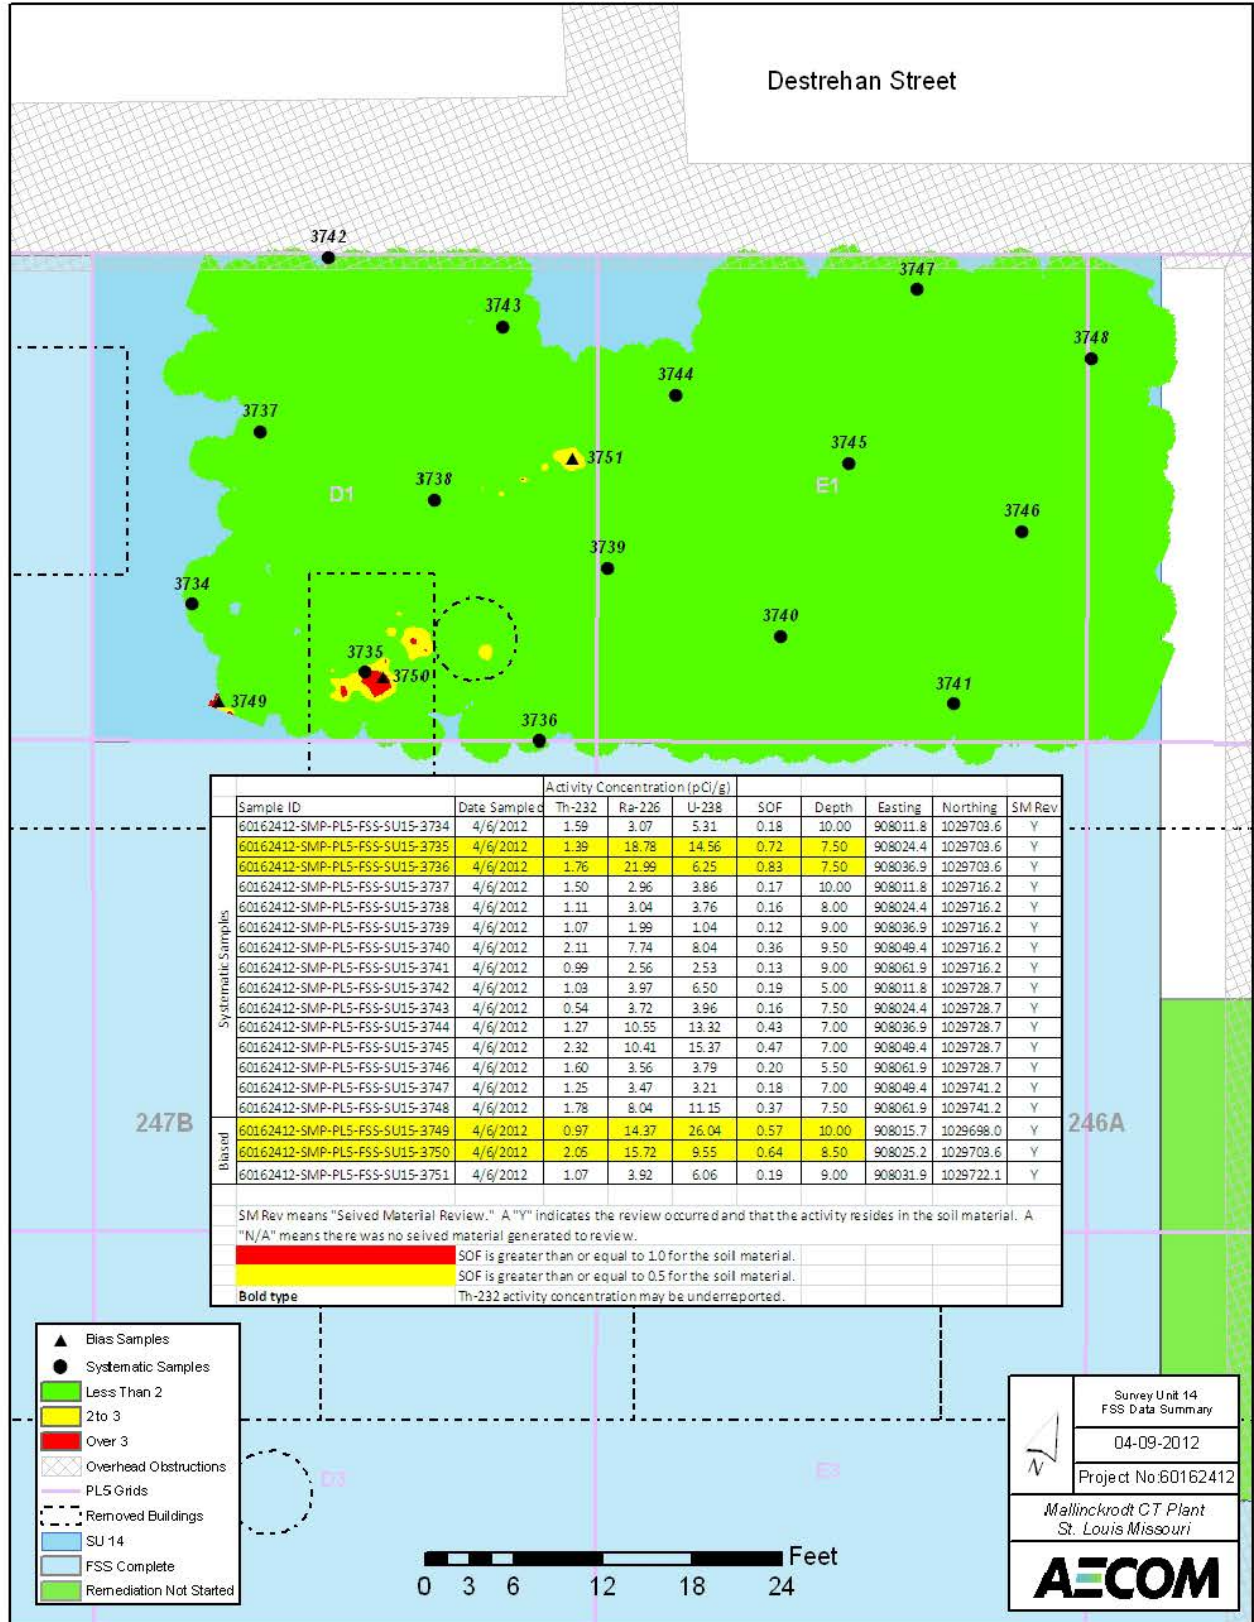 Destrehan Street
3742
3747
3743
3748
3744
3737
3745
3751
3738
D1
E1
3746
3739
3734
3740
3735
3750
3749
3741
3736
Activity Concentration (pCi/g)
Sample ID Date Sampled Th-232 Ra-226 U-238 SOF Depth Easting Northing SM Rev
Systematic Samples
60162412-SMP-PL5-FSS-SU15-3734 4/6/2012 1.59 3.07 5.31 0.18 10.00 908011.8 1029703.6 Y
60162412-SMP-PL5-FSS-SU15-3735 4/6/2012 1.39 18.78 14.56 0.72 7.50 908024.4 1029703.6 Y
60162412-SMP-PL5-FSS-SU15-3736 4/6/2012 1.76 21.99 6.25 0.83 7.50 908036.9 1029703.6 Y
60162412-SMP-PL5-FSS-SU15-3737 4/6/2012 1.50 2.96 3.86 0.17 10.00 908011.8 1029716.2 Y
60162412-SMP-PL5-FSS-SU15-3738 4/6/2012 1.11 3.04 3.76 0.16 8.00 908024.4 1029716.2 Y
60162412-SMP-PL5-FSS-SU15-3739 4/6/2012 1.07 1.99 1.04 0.12 9.00 908036.9 1029716.2 Y
60162412-SMP-PL5-FSS-SU15-3740 4/6/2012 2.11 7.74 8.04 0.36 9.50 908049.4 1029716.2 Y
60162412-SMP-PL5-FSS-SU15-3741 4/6/2012 0.99 2.56 2.53 0.13 9.00 908061.9 1029716.2 Y
60162412-SMP-PL5-FSS-SU15-3742 4/6/2012 1.03 3.97 6.50 0.19 5.00 908011.8 1029728.7 Y
60162412-SMP-PL5-FSS-SU15-3743 4/6/2012 0.54 3.72 3.96 0.16 7.50 908024.4 1029728.7 Y
60162412-SMP-PL5-FSS-SU15-3744 4/6/2012 1.27 10.55 13.32 0.43 7.00 908036.9 1029728.7 Y
60162412-SMP-PL5-FSS-SU15-3745 4/6/2012 2.32 10.41 15.37 0.47 7.00 908049.4 1029728.7 Y
60162412-SMP-PL5-FSS-SU15-3746 4/6/2012 1.60 3.56 3.79 0.20 5.50 908061.9 1029728.7 Y
60162412-SMP-PL5-FSS-SU15-3747 4/6/2012 1.25 3.47 3.21 0.18 7.00 908049.4 1029741.2 Y
60162412-SMP-PL5-FSS-SU15-3748 4/6/2012 1.78 8.04 11.15 0.37 7.50 908061.9 1029741.2 Y
Biased
60162412-SMP-PL5-FSS-SU15-3749 4/6/2012 0.97 14.37 26.04 0.57 10.00 908015.7 1029698.0 Y
60162412-SMP-PL5-FSS-SU15-3750 4/6/2012 2.05 15.72 9.55 0.64 8.50 908025.2 1029703.6 Y
60162412-SMP-PL5-FSS-SU15-3751 4/6/2012 1.07 3.92 6.06 0.19 9.00 908031.9 1029722.1 Y
SM Rev means "Seived Material Review." A "Y" indicates the review occurred and that the activity resides in the soil material. A
"N/A" means there was no seived material generated to review.
SOF is greater than or equal to 1.0 for the soil material.
SOF is greater than or equal to 0.5 for the soil material.
Bold type Th-232 activity concentration may be underreported.
247B
246A
Bias Samples
Systematic Samples
Less Than 2
2 to 3
Over 3
Overhead Obstructions
PL5 Grids
Removed Buildings
SU 14
FSS Complete
Remediation Not Started
D3
E3
Feet
0 3 6 12 18 24
N
Survey Unit 14
FSS Data Summary
04-09-2012
Project No:60162412
Mallinckrodt CT Plant
St. Louis Missouri
AECOM